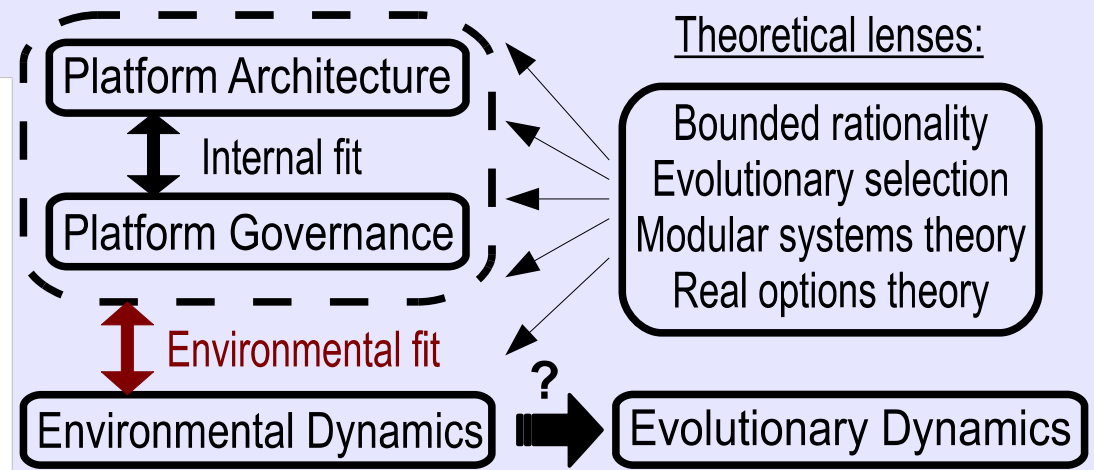 Platform Architecture
Internal fit
Platform Governance
Environmental fit
Environmental Dynamics
Theoretical lenses:
Bounded rationality
Evolutionary selection
Modular systems theory
Real options theory
?
Evolutionary Dynamics